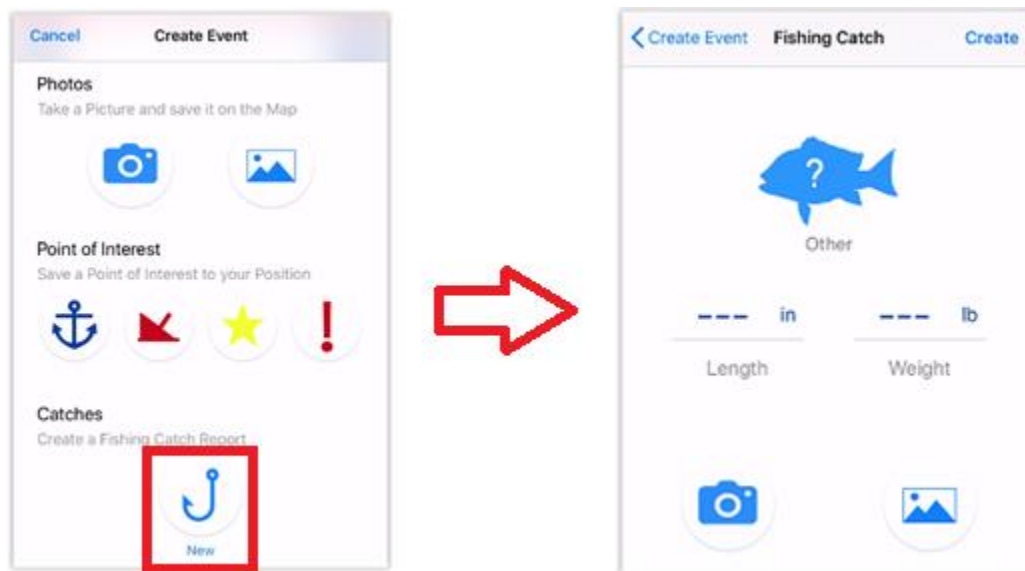 Cancel Create Event
Photos
Take a Picture and save it on the Map
Point of Interest
Save a Point of Interest to your Position
Catches
Create a Fishing Catch Report
New
Create Event Fishing Catch Create
?
Other
--- in --- lb
Length Weight